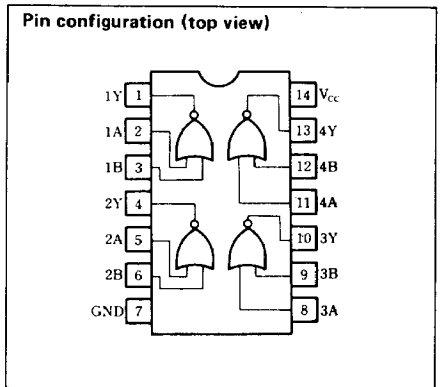 Pin configuration (top view)
1Y 1 14 Vcc
1A 2 13 4Y
1B 3 12 4B
2Y 4 11 4A
2A 5 10 3Y
2B 6 9 3B
GND 7 8 3A